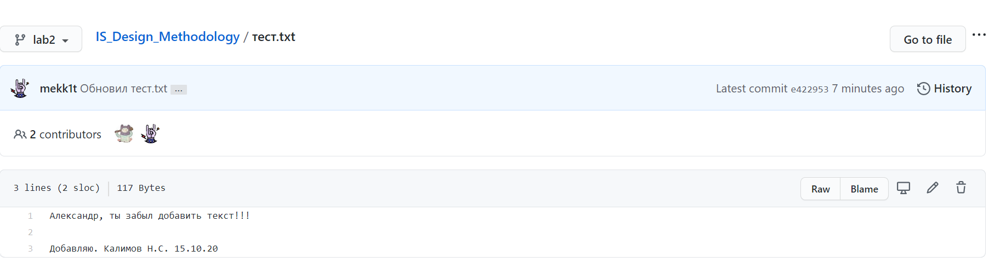 lab2
IS_Design_Methodology / тест.txt
Go to file
...
mekk1t Обновил тест.txt ...
Latest commit e422953 7 minutes ago
History
2 contributors
3 lines (2 sloc) | 117 Bytes
Raw
Blame
1 Александр, ты забыл добавить текст!!!
2
3 Добавляю. Калимов Н.С. 15.10.20